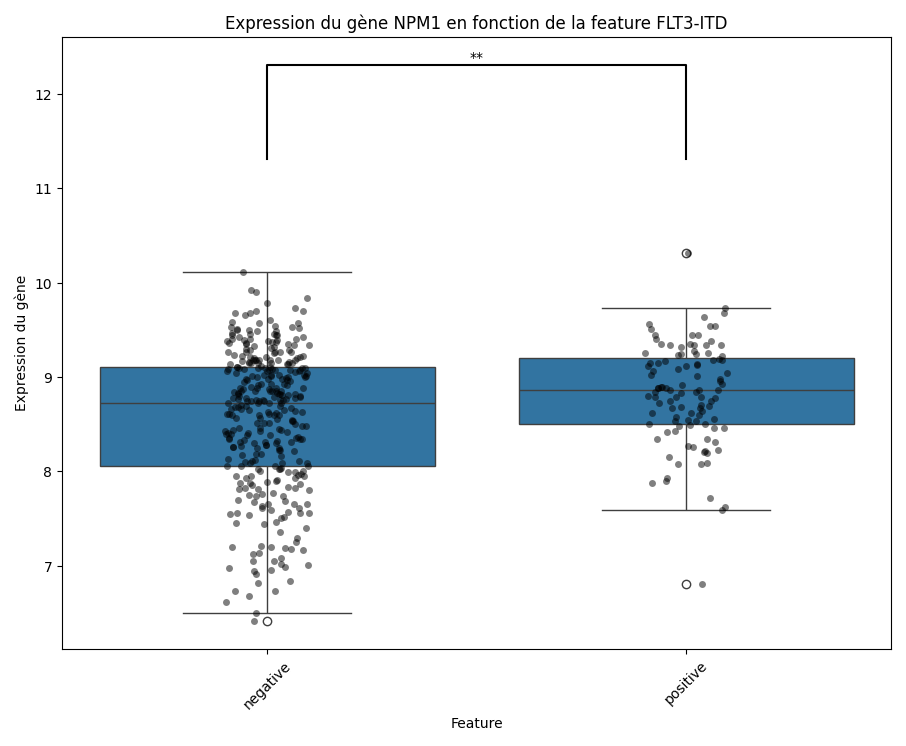 Expression du gène NPM1 en fonction de la feature FLT3-ITD
**
12
11
10
9
8
7
Expression du gène
negative
positive
Feature